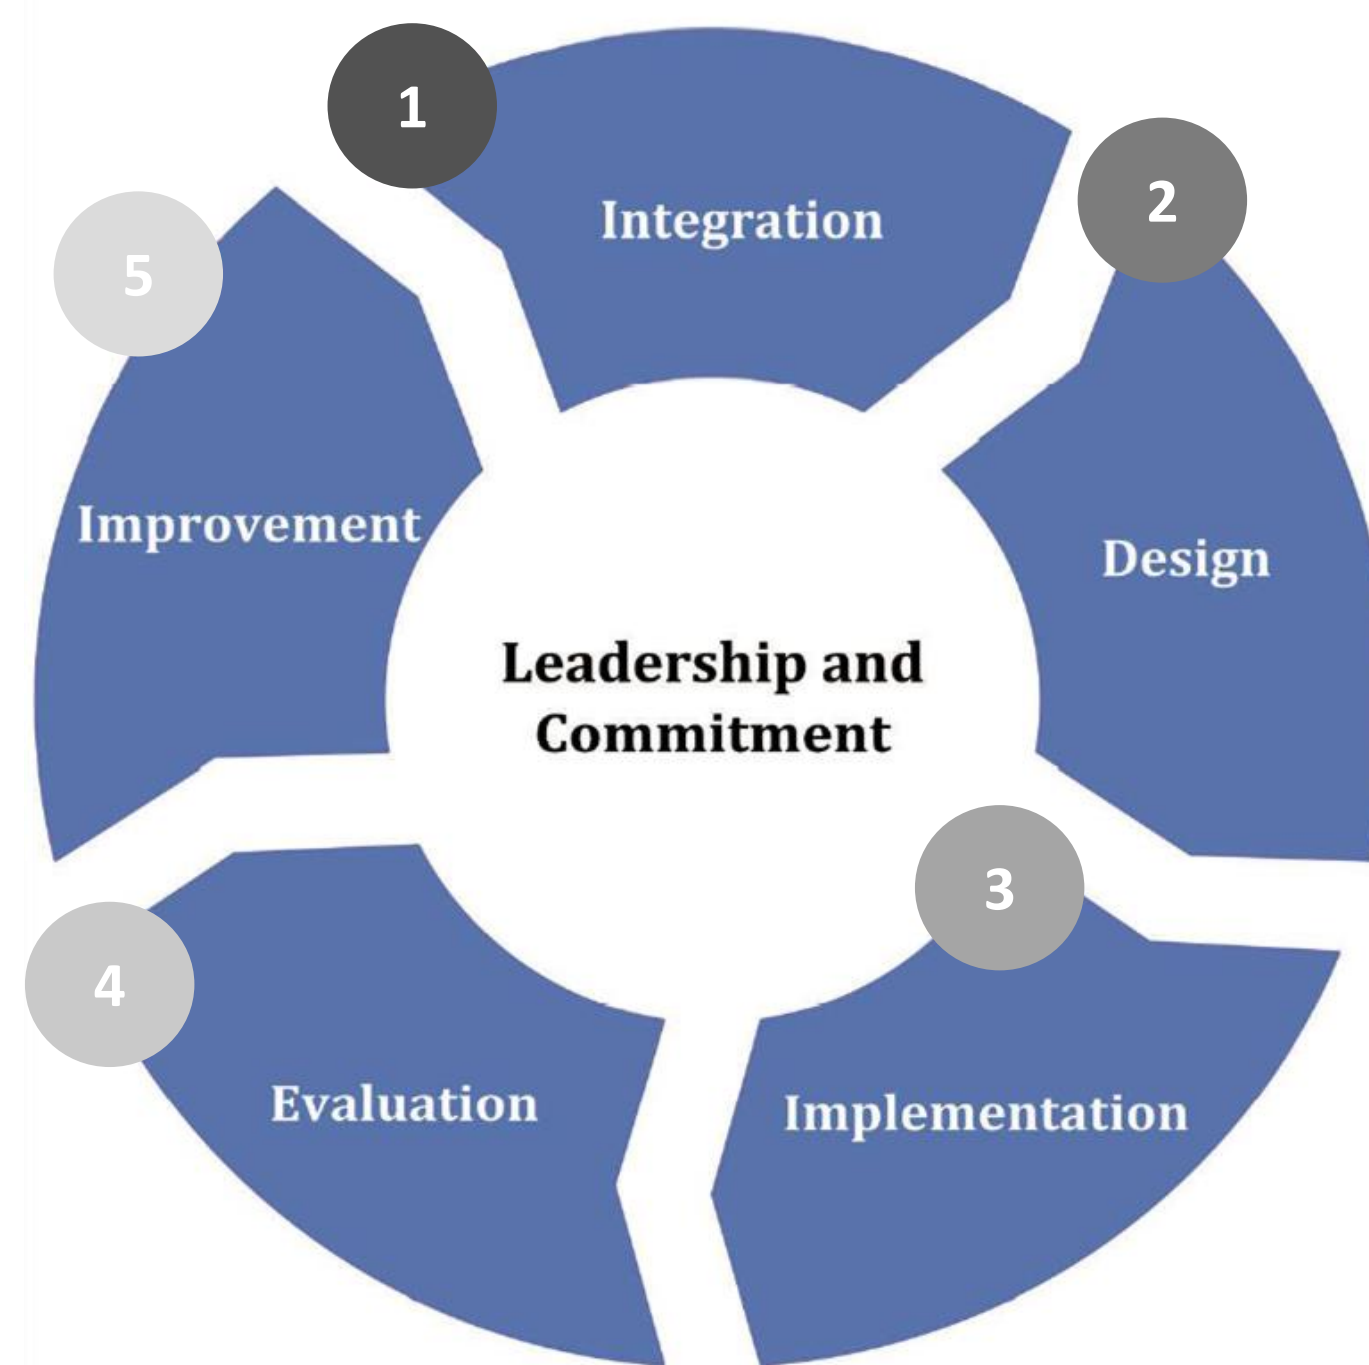 1
Integration
2
Design
3
Implementation
4
Evaluation
5
Improvement
Leadership and
Commitment